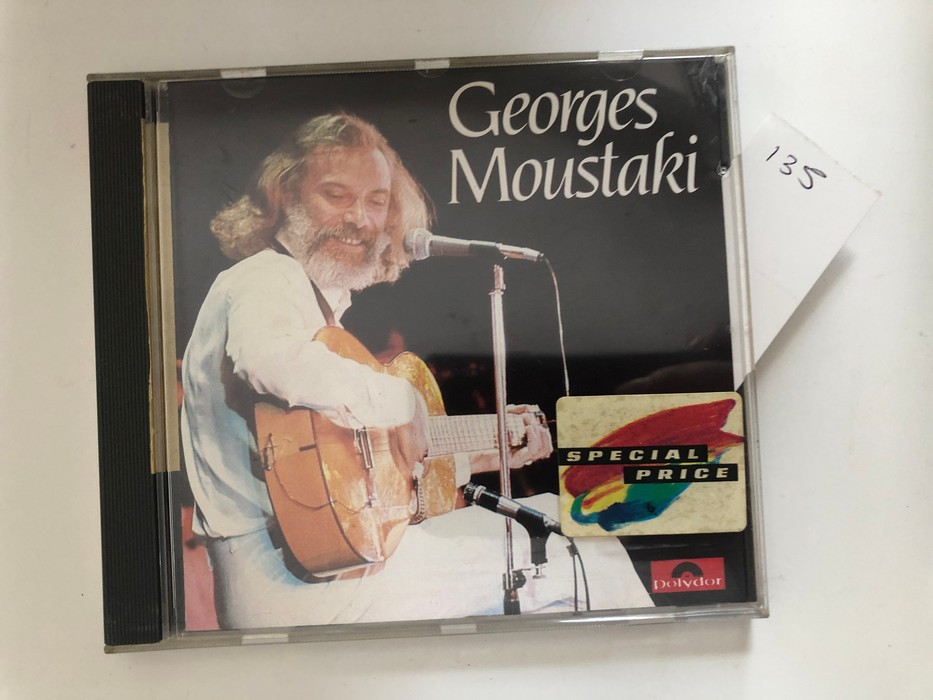 Georges
Moustaki
135
SPECIAL
PRICE
polydor